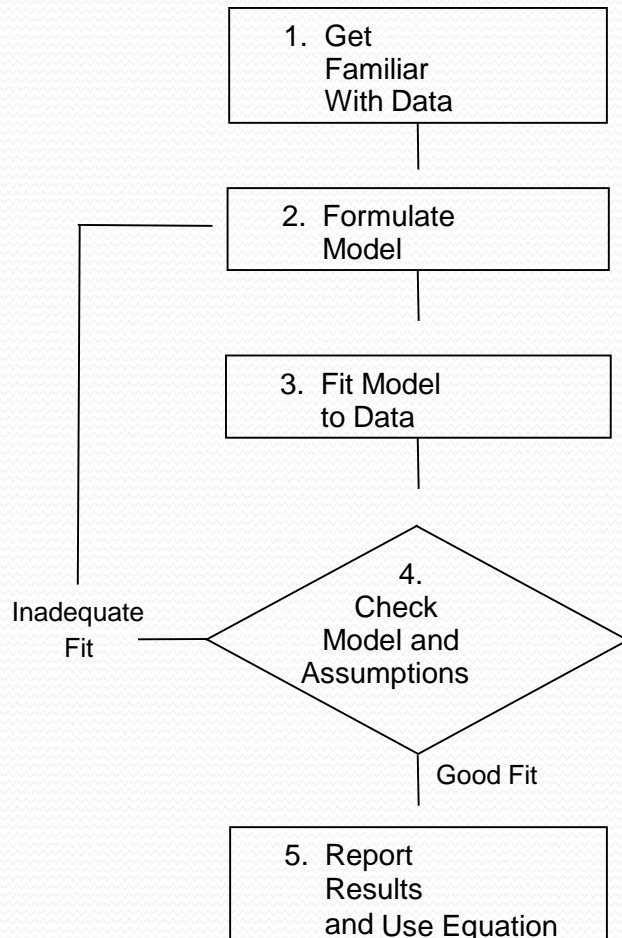 1. Get
Familiar
With Data
2. Formulate
Model
3. Fit Model
to Data
4.
Check
Model and
Assumptions
Inadequate
Fit
Good Fit
5. Report
Results
and Use Equation